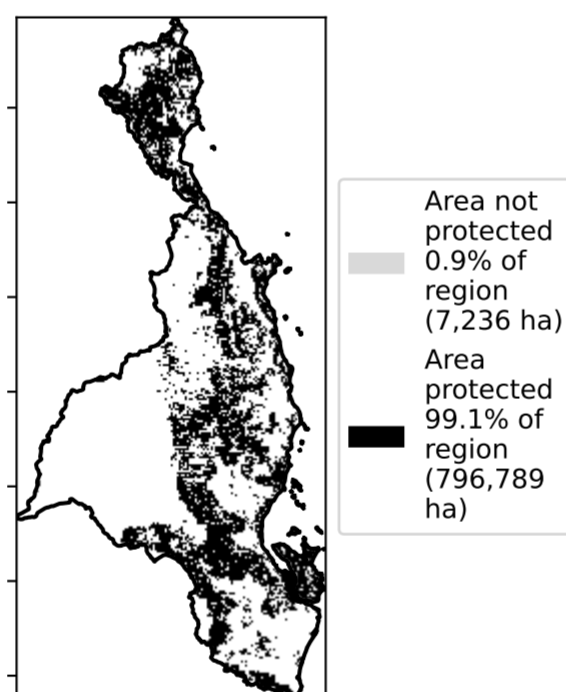 Area not
protected
0.9% of
region
(7,236 ha)
Area
protected
99.1% of
region
(796,789
ha)